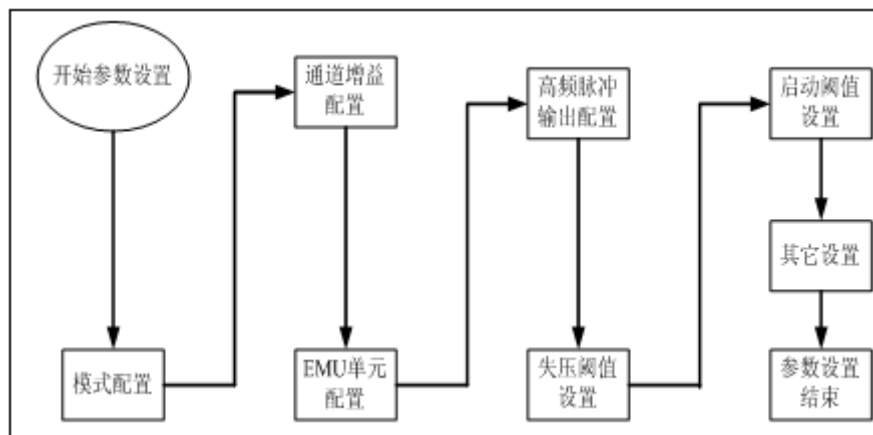 开始参数设置
模式配置
通道增益
配置
EMU单元
配置
高频脉冲
输出配置
失压阈值
设置
启动阈值
设置
其它设置
参数设置
结束